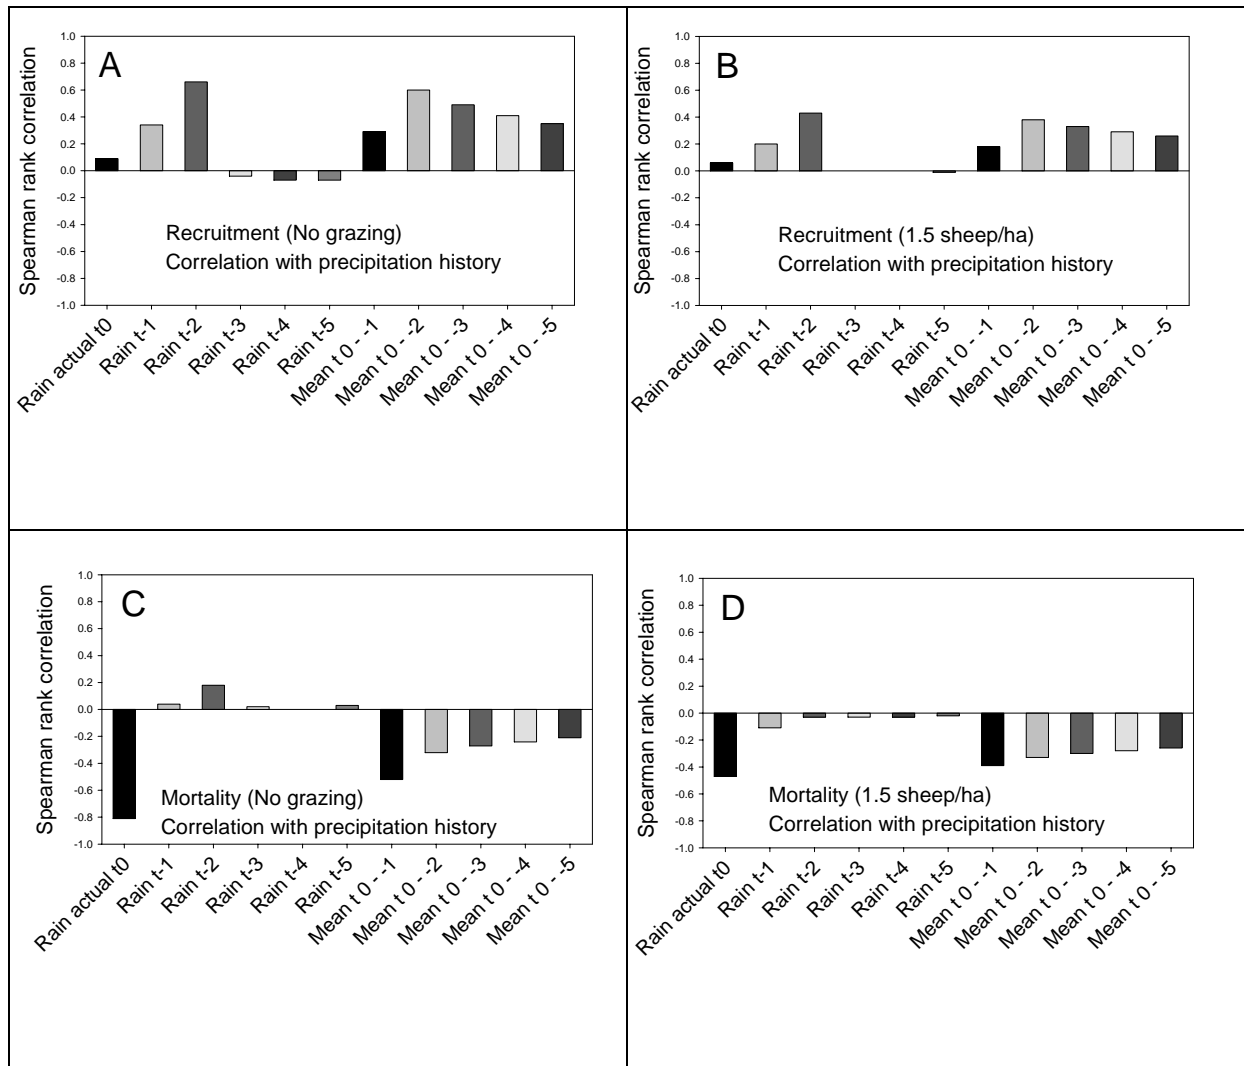 A
Spearman rank correlation
1.0
0.8
0.6
0.4
0.2
0.0
-0.2
-0.4
-0.6
-0.8
-1.0
Recruitment (No grazing)
Correlation with precipitation history
Rain actual t0
Rain t-1
Rain t-2
Rain t-3
Rain t-4
Rain t-5
Mean t 0 - -1
Mean t 0 - -2
Mean t 0 - -3
Mean t 0 - -4
Mean t 0 - -5
B
Spearman rank correlation
1.0
0.8
0.6
0.4
0.2
0.0
-0.2
-0.4
-0.6
-0.8
-1.0
Recruitment (1.5 sheep/ha)
Correlation with precipitation history
Rain actual t0
Rain t-1
Rain t-2
Rain t-3
Rain t-4
Rain t-5
Mean t 0 - -1
Mean t 0 - -2
Mean t 0 - -3
Mean t 0 - -4
Mean t 0 - -5
C
Spearman rank correlation
1.0
0.8
0.6
0.4
0.2
0.0
-0.2
-0.4
-0.6
-0.8
-1.0
Mortality (No grazing)
Correlation with precipitation history
Rain actual t0
Rain t-1
Rain t-2
Rain t-3
Rain t-4
Rain t-5
Mean t 0 - -1
Mean t 0 - -2
Mean t 0 - -3
Mean t 0 - -4
Mean t 0 - -5
D
Spearman rank correlation
1.0
0.8
0.6
0.4
0.2
0.0
-0.2
-0.4
-0.6
-0.8
-1.0
Mortality (1.5 sheep/ha)
Correlation with precipitation history
Rain actual t0
Rain t-1
Rain t-2
Rain t-3
Rain t-4
Rain t-5
Mean t 0 - -1
Mean t 0 - -2
Mean t 0 - -3
Mean t 0 - -4
Mean t 0 - -5